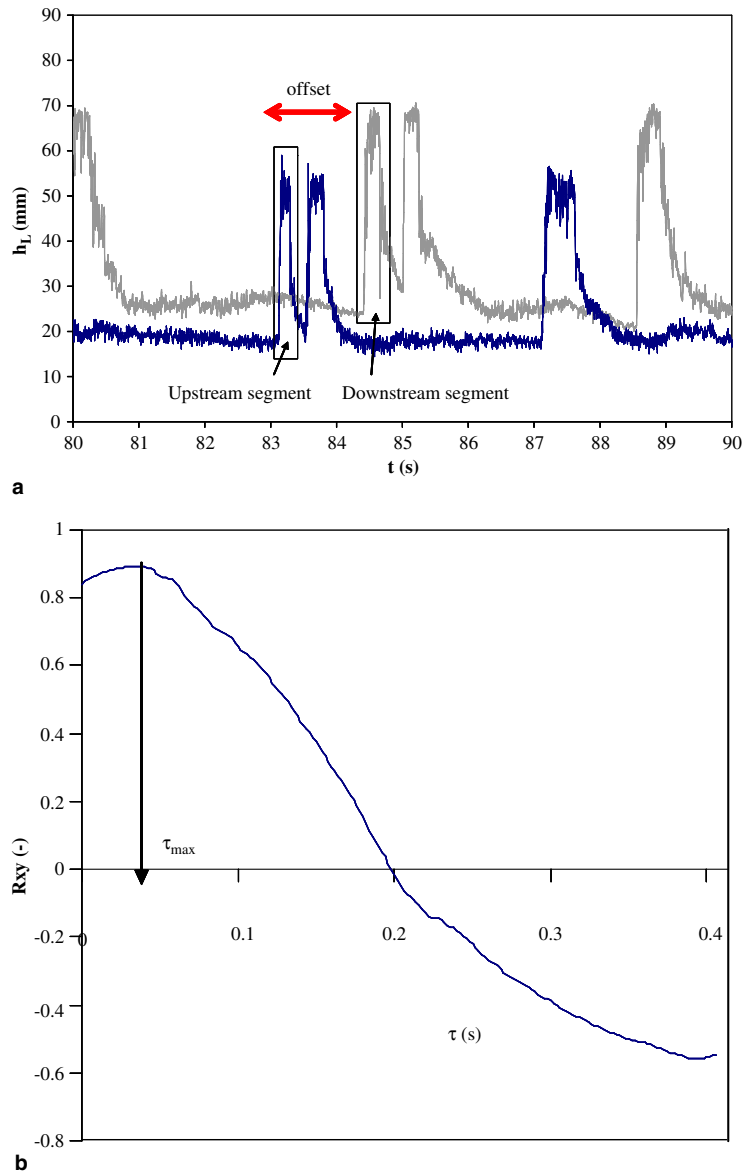 90
80
70
60
50
40
30
20
10
0
h_L (mm)
offset
Upstream segment
Downstream segment
80 81 82 83 84 85 86 87 88 89 90
t (s)
a
1
0.8
0.6
0.4
0.2
0
-0.2
-0.4
-0.6
-0.8
Rxy (-)
τ_max
0 0.1 0.2 0.3 0.4
τ (s)
b